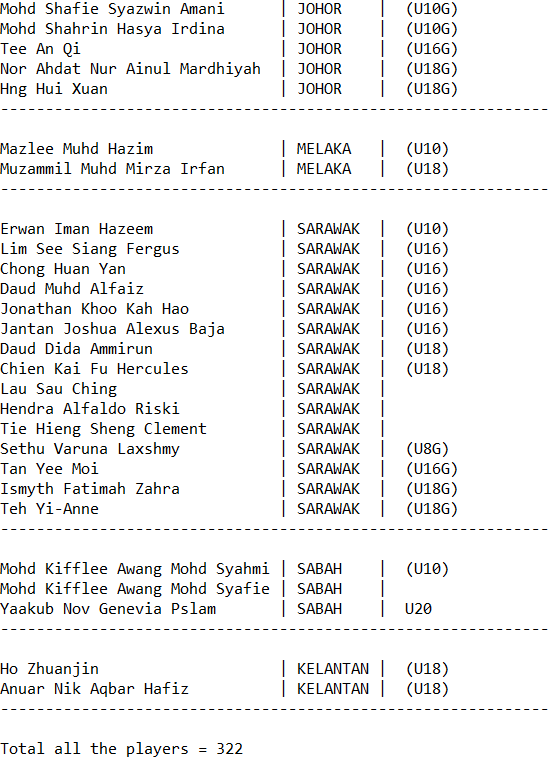 Mohd Shafie Syazwin Amani | JOHOR | (U10G)
Mohd Shahrin Hasya Irdina | JOHOR | (U10G)
Tee An Qi | JOHOR | (U16G)
Nor Ahdat Nur Ainul Mardhiyah | JOHOR | (U18G)
Hng Hui Xuan | JOHOR | (U18G)
-------------------------------------------------------------
Mazlee Muhd Hazim | MELAKA | (U10)
Muzammil Muhd Mirza Irfan | MELAKA | (U18)
-------------------------------------------------------------
Erwan Iman Hazeem | SARAWAK | (U10)
Lim See Siang Fergus | SARAWAK | (U16)
Chong Huan Yan | SARAWAK | (U16)
Daud Muhd Alfaiz | SARAWAK | (U16)
Jonathan Khoo Kah Hao | SARAWAK | (U16)
Jantan Joshua Alexus Baja | SARAWAK | (U16)
Daud Dida Ammirun | SARAWAK | (U18)
Chien Kai Fu Hercules | SARAWAK | (U18)
Lau Sau Ching | SARAWAK |
Hendra Alfaldo Riski | SARAWAK |
Tie Hieng Sheng Clement | SARAWAK |
Sethu Varuna Laxshmy | SARAWAK | (U8G)
Tan Yee Moi | SARAWAK | (U16G)
Ismyth Fatimah Zahra | SARAWAK | (U18G)
Teh Yi-Anne | SARAWAK | (U18G)
-------------------------------------------------------------
Mohd Kifflee Awang Mohd Syahmi | SABAH | (U10)
Mohd Kifflee Awang Mohd Syafie | SABAH |
Yaakub Nov Genevia Pslam | SABAH | U20
-------------------------------------------------------------
Ho Zhuanjin | KELANTAN | (U18)
Anuar Nik Aqbar Hafiz | KELANTAN | (U18)
-------------------------------------------------------------
Total all the players = 322